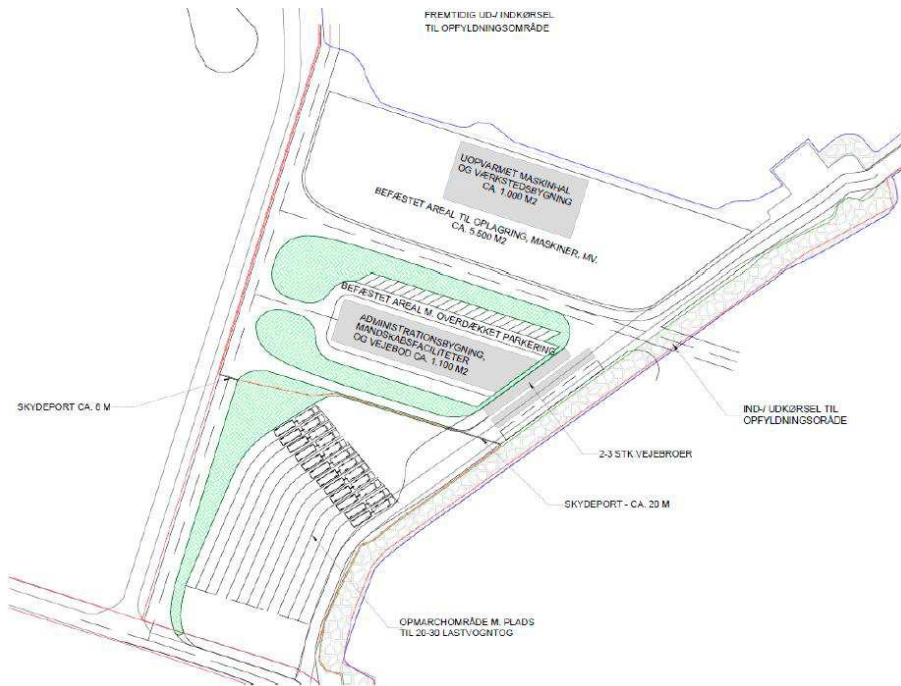 FREMTIDIG UD-/ INDKØRSEL
TIL OPFYLDNINGSOMRÅDE
UOPVARMET MASKINHAL
OG VÆRKSTEDSBYGNING
CA. 1.000 M2
BEFÆSTET AREAL TIL OPLAGRING, MASKINER, MV.
CA. 5.500 M2
BEFÆSTET AREAL M. OVERDÆKKET PARKERING
ADMINISTRATIONSBYGNING,
MANDSKABSFACILITETER
OG VEJEBOD CA. 1.100 M2
SKYDEPORT CA. 8 M
IND-/ UDKØRSEL TIL
OPFYLDNINGSORÅDE
2-3 STK VEJEBROER
SKYDEPORT - CA. 20 M
OPMARCHOMRÅDE M. PLADS
TIL 20-30 LASTVOGNTOG